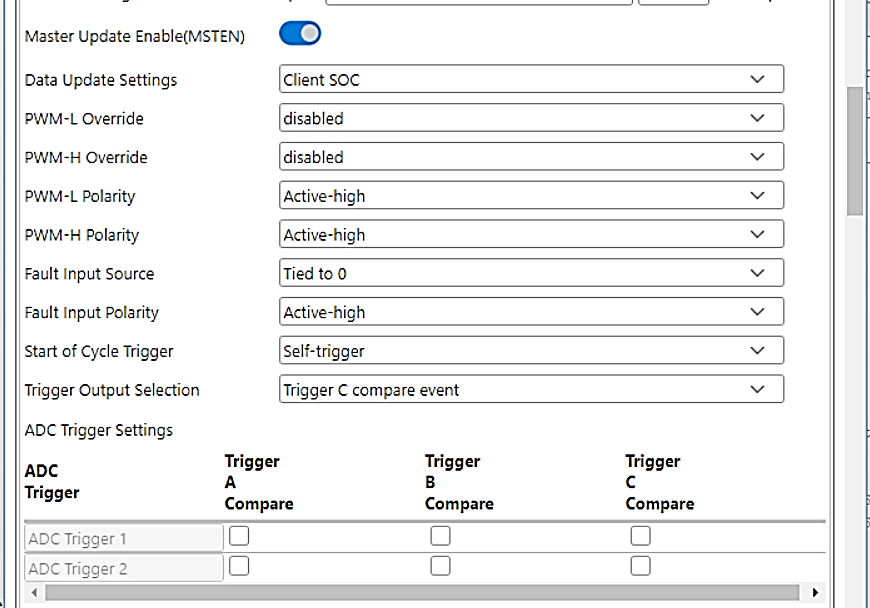 Master Update Enable(MSTEN)
Data Update Settings Client SOC
PWM-L Override disabled
PWM-H Override disabled
PWM-L Polarity Active-high
PWM-H Polarity Active-high
Fault Input Source Tied to 0
Fault Input Polarity Active-high
Start of Cycle Trigger Self-trigger
Trigger Output Selection Trigger C compare event
ADC Trigger Settings
ADC Trigger
Trigger A Compare
Trigger B Compare
Trigger C Compare
ADC Trigger 1
ADC Trigger 2